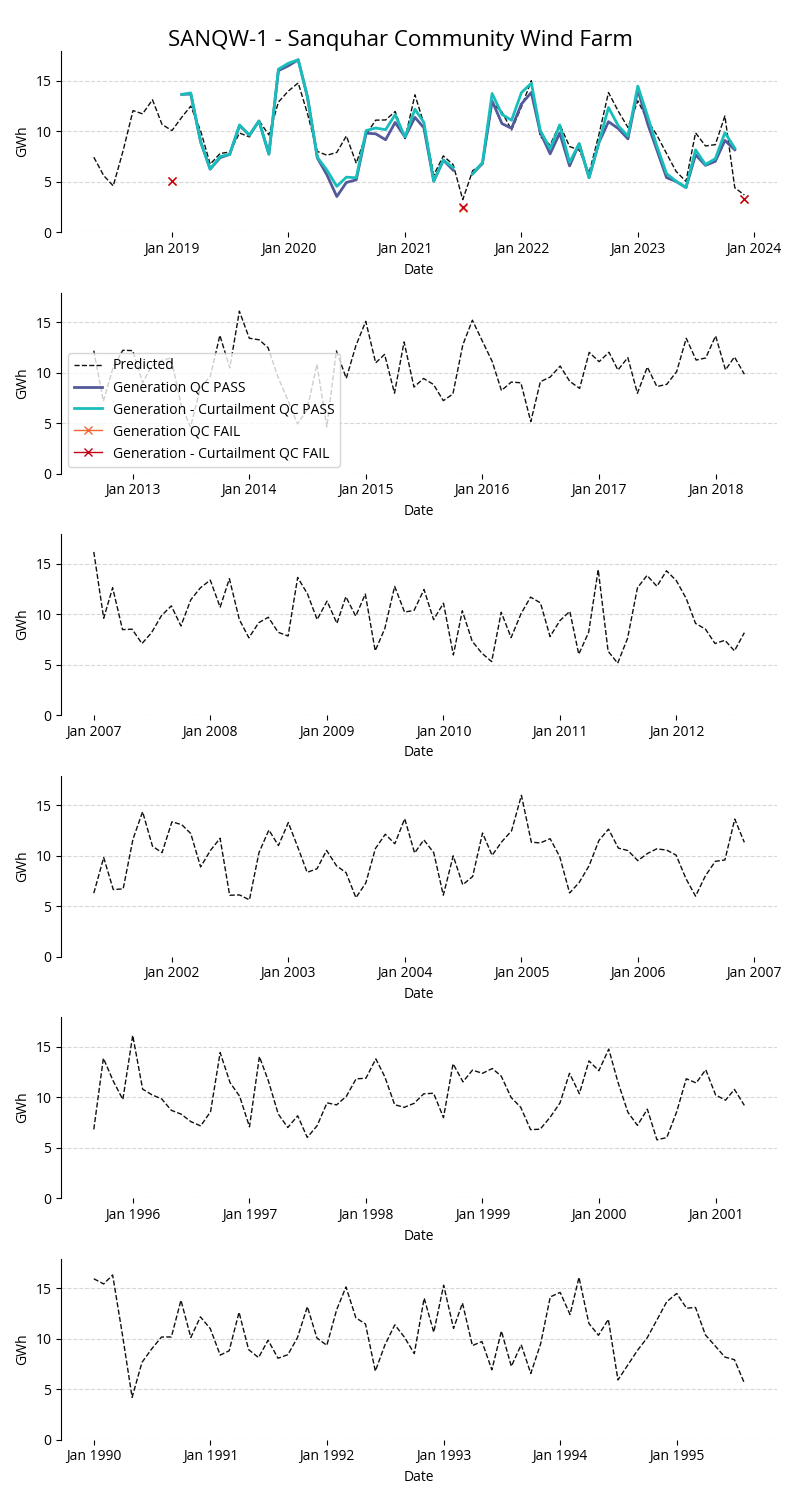 SANQW-1 - Sanquhar Community Wind Farm
15
10
5
0
GWh
Jan 2019 Jan 2020 Jan 2021 Jan 2022 Jan 2023 Jan 2024
Date
15
10
5
0
GWh
Predicted
Generation QC PASS
Generation - Curtailment QC PASS
Generation QC FAIL
Generation - Curtailment QC FAIL
Jan 2013 Jan 2014 Jan 2015 Jan 2016 Jan 2017 Jan 2018
Date
15
10
5
0
GWh
Jan 2007 Jan 2008 Jan 2009 Jan 2010 Jan 2011 Jan 2012
Date
15
10
5
0
GWh
Jan 2002 Jan 2003 Jan 2004 Jan 2005 Jan 2006 Jan 2007
Date
15
10
5
0
GWh
Jan 1996 Jan 1997 Jan 1998 Jan 1999 Jan 2000 Jan 2001
Date
15
10
5
0
GWh
Jan 1990 Jan 1991 Jan 1992 Jan 1993 Jan 1994 Jan 1995
Date